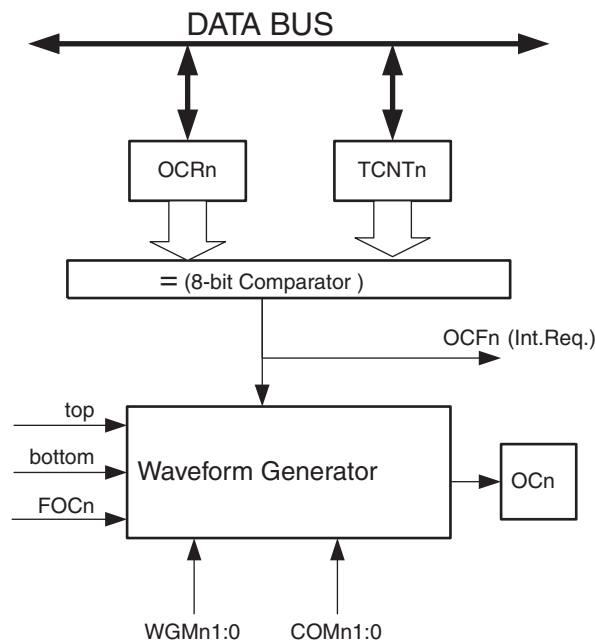 DATA BUS
OCRn
TCNTn
= (8-bit Comparator )
OCFn (Int.Req.)
top
bottom
FOCn
Waveform Generator
OCn
WGMn1:0
COMn1:0